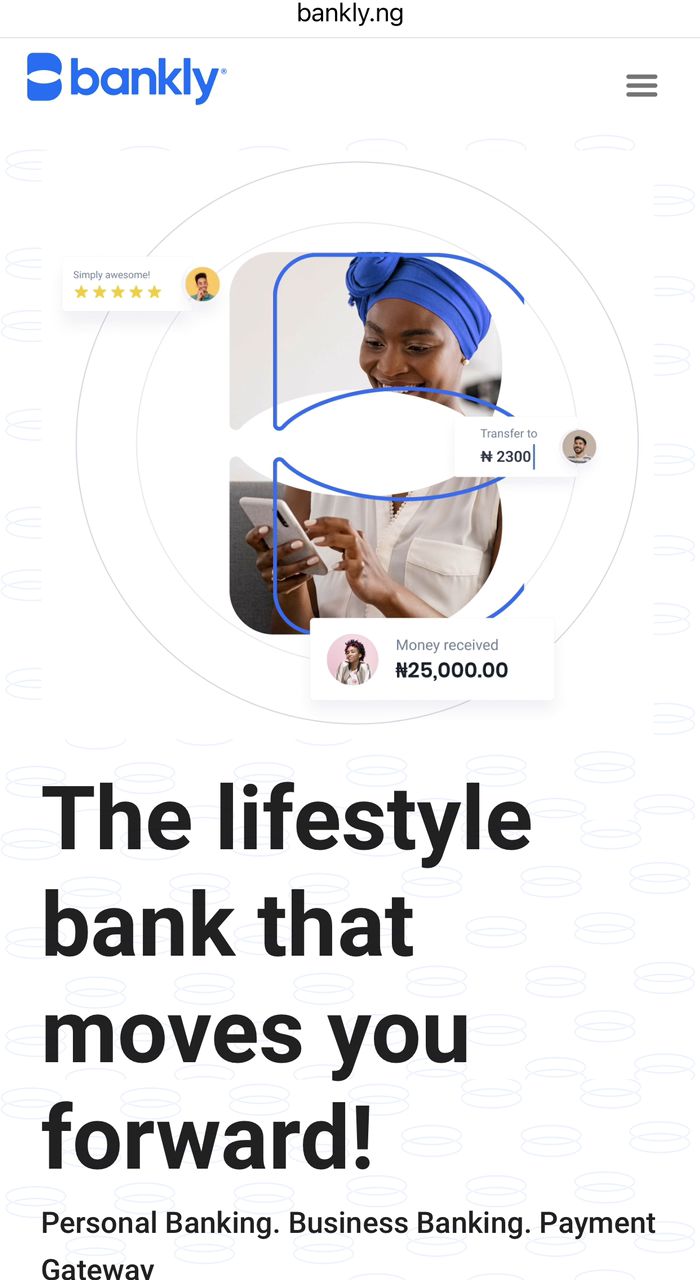 bankly.ng
bankly®
Simply awesome!
Transfer to
₦ 2300
Money received
₦25,000.00
The lifestyle
bank that
moves you
forward!
Personal Banking. Business Banking. Payment
Gateway